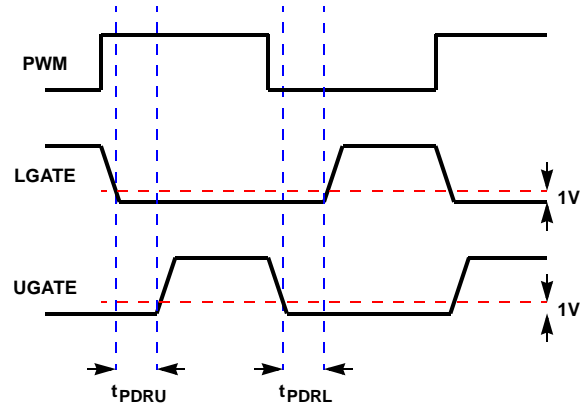 PWM
LGATE
1V
UGATE
1V
tPDRU
tPDRL